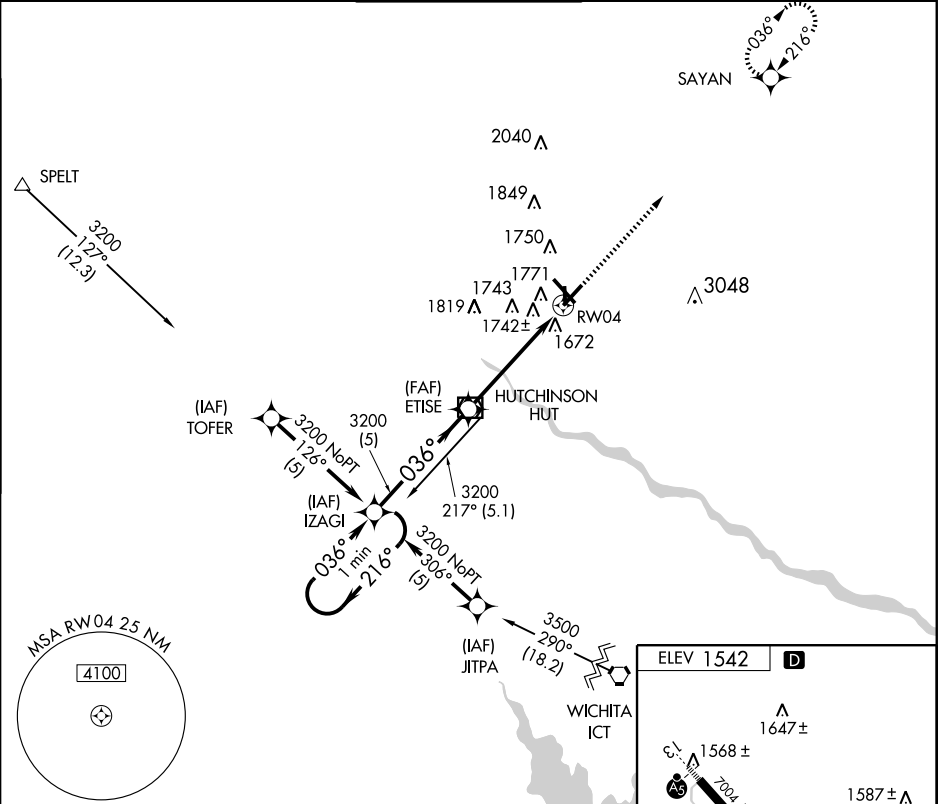 036°
216°
SAYAN
2040
SPELT
1849
3200
127°
(12.3)
1750
1771
1743
3048
1819
RW04
1742±
1672
(FAF)
ETISE
HUTCHINSON
HUT
(IAF)
TOFER
3200 NoPT
126°
(5)
3200
(5)
036°
3200
217° (5.1)
(IAF)
IZAGI
036°
1 min
216°
3200 NoPT
306°
(5)
(IAF)
JITPA
3500
290°
(18.2)
WICHITA
ICT
MSA RW04 25 NM
4100
ELEV 1542
D
1647±
13
1568 ±
A5
7004
1587 ±